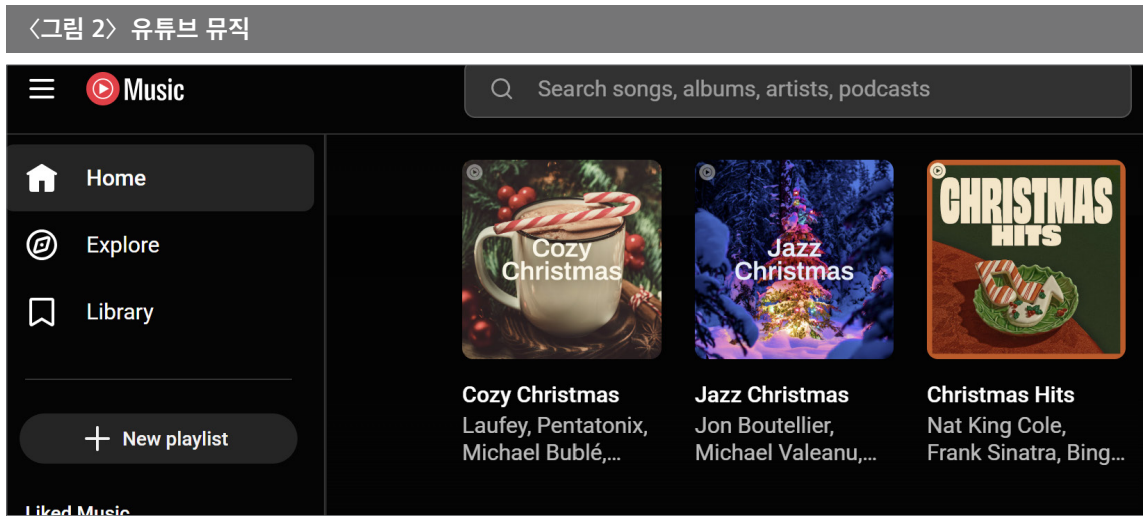 〈그림 2〉 유튜브 뮤직
Music
Search songs, albums, artists, podcasts
Home
Explore
Library
New playlist
Liked Music
Cozy
Christmas
Jazz
Christmas
CHRISTMAS
HITS
Cozy Christmas
Laufey, Pentatonix,
Michael Bublé,...
Jazz Christmas
Jon Boutellier,
Michael Valeanu,...
Christmas Hits
Nat King Cole,
Frank Sinatra, Bing...